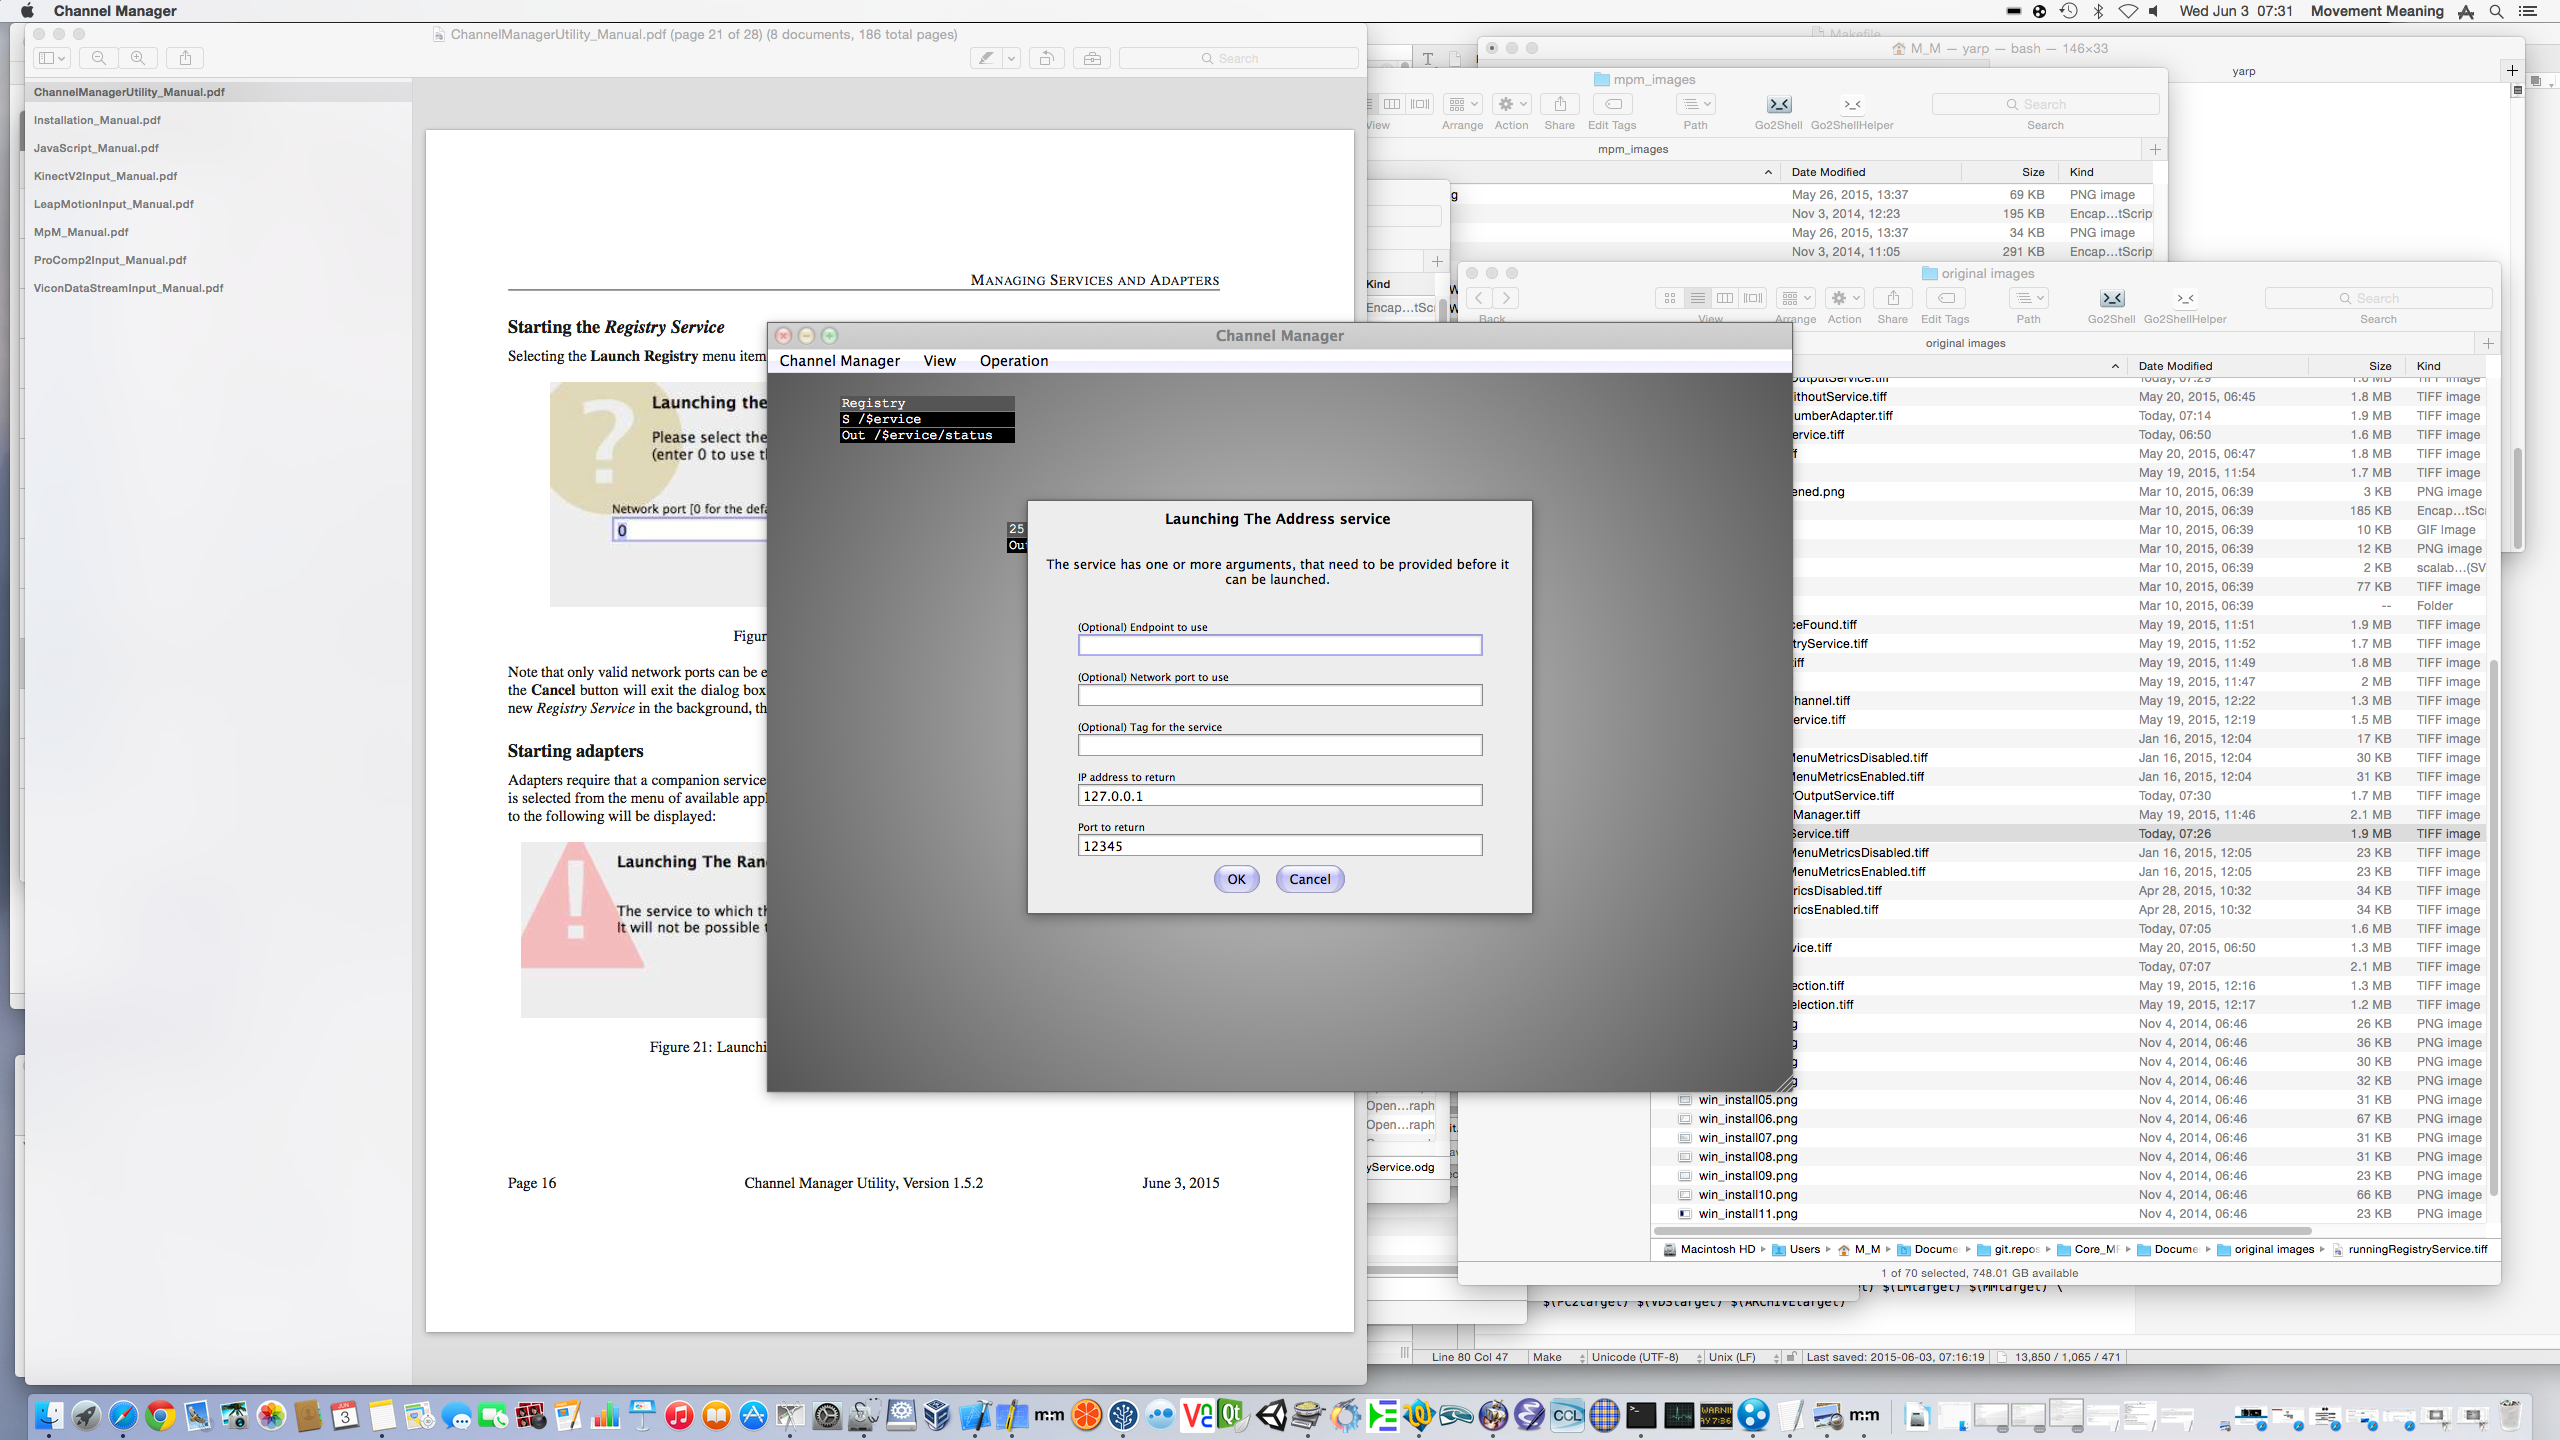 Channel Manager
Wed Jun 3 07:31
Movement Meaning
ChannelManagerUtility_Manual.pdf (page 21 of 28) (8 documents, 186 total pages)
Search
ChannelManagerUtility_Manual.pdf
Installation_Manual.pdf
JavaScript_Manual.pdf
KinectV2Input_Manual.pdf
LeapMotionInput_Manual.pdf
MpM_Manual.pdf
ProComp2Input_Manual.pdf
ViconDataStreamInput_Manual.pdf
MANAGING SERVICES AND ADAPTERS
Starting the Registry Service
Selecting the Launch Registry menu item
Launching the
Please select the
(enter 0 to use t
Network port [0 for the defa
0
Figur
Note that only valid network ports can be e
the Cancel button will exit the dialog box
new Registry Service in the background, th
Starting adapters
Adapters require that a companion service
is selected from the menu of available appl
to the following will be displayed:
Launching The Ran
The service to which th
It will not be possible t
Figure 21: Launchi
Page 16
Channel Manager Utility, Version 1.5.2
June 3, 2015
Channel Manager
Channel Manager View Operation
Registry
S /$ervice
Out /$ervice/status
25
Out
Launching The Address service
The service has one or more arguments, that need to be provided before it
can be launched.
(Optional) Endpoint to use
(Optional) Network port to use
(Optional) Tag for the service
IP address to return
127.0.0.1
Port to return
12345
OK Cancel
Makefile
M_M — yarp — bash — 146×33
yarp
mpm_images
View Arrange Action Share Edit Tags Path Go2Shell Go2ShellHelper Search
mpm_images
Date Modified Size Kind
g May 26, 2015, 13:37 69 KB PNG image
Nov 3, 2014, 12:23 195 KB Encap...tScrip
May 26, 2015, 13:37 34 KB PNG image
Nov 3, 2014, 11:05 291 KB Encap...tScrip
Kind
Encap...tSc
original images
Back View Arrange Action Share Edit Tags Path Go2Shell Go2ShellHelper Search
original images
Date Modified Size Kind
OutputService.tiff Today, 07:29 1.6 MB TIFF image
ithoutService.tiff May 20, 2015, 06:45 1.8 MB TIFF image
umberAdapter.tiff Today, 07:14 1.9 MB TIFF image
ervice.tiff Today, 06:50 1.6 MB TIFF image
f May 20, 2015, 06:47 1.8 MB TIFF image
May 19, 2015, 11:54 1.7 MB TIFF image
ened.png Mar 10, 2015, 06:39 3 KB PNG image
Mar 10, 2015, 06:39 185 KB Encap...tSc
Mar 10, 2015, 06:39 10 KB GIF Image
Mar 10, 2015, 06:39 12 KB PNG image
Mar 10, 2015, 06:39 2 KB scalab...(SV
Mar 10, 2015, 06:39 77 KB TIFF image
Mar 10, 2015, 06:39 -- Folder
ceFound.tiff May 19, 2015, 11:51 1.9 MB TIFF image
tryService.tiff May 19, 2015, 11:52 1.7 MB TIFF image
iff May 19, 2015, 11:49 1.8 MB TIFF image
May 19, 2015, 11:47 2 MB TIFF image
hannel.tiff May 19, 2015, 12:22 1.3 MB TIFF image
ervice.tiff May 19, 2015, 12:19 1.5 MB TIFF image
Jan 16, 2015, 12:04 17 KB TIFF image
MenuMetricsDisabled.tiff Jan 16, 2015, 12:04 30 KB TIFF image
MenuMetricsEnabled.tiff Jan 16, 2015, 12:04 31 KB TIFF image
rOutputService.tiff Today, 07:30 1.7 MB TIFF image
Manager.tiff May 19, 2015, 11:46 2.1 MB TIFF image
Service.tiff Today, 07:26 1.9 MB TIFF image
MenuMetricsDisabled.tiff Jan 16, 2015, 12:05 23 KB TIFF image
MenuMetricsEnabled.tiff Jan 16, 2015, 12:05 23 KB TIFF image
ricsDisabled.tiff Apr 28, 2015, 10:32 34 KB TIFF image
ricsEnabled.tiff Apr 28, 2015, 10:32 34 KB TIFF image
Today, 07:05 1.6 MB TIFF image
vice.tiff May 20, 2015, 06:50 1.3 MB TIFF image
Today, 07:07 2.1 MB TIFF image
ection.tiff May 19, 2015, 12:16 1.3 MB TIFF image
election.tiff May 19, 2015, 12:17 1.2 MB TIFF image
g Nov 4, 2014, 06:46 26 KB PNG image
g Nov 4, 2014, 06:46 36 KB PNG image
g Nov 4, 2014, 06:46 30 KB PNG image
g Nov 4, 2014, 06:46 32 KB PNG image
win_install05.png Nov 4, 2014, 06:46 31 KB PNG image
win_install06.png Nov 4, 2014, 06:46 67 KB PNG image
win_install07.png Nov 4, 2014, 06:46 31 KB PNG image
win_install08.png Nov 4, 2014, 06:46 31 KB PNG image
win_install09.png Nov 4, 2014, 06:46 23 KB PNG image
win_install10.png Nov 4, 2014, 06:46 66 KB PNG image
win_install11.png Nov 4, 2014, 06:46 23 KB PNG image
Macintosh HD Users M_M Docume git.repos Core_MF Docume original images runningRegistryService.tiff
1 of 70 selected, 748.01 GB available
Open...raph
Open...raph
yService.odg
$(LMtarget) $(MMtarget) \
$(PC2target) $(VDStarget) $(ARCHIVEtarget)
Line 80 Col 47 Make Unicode (UTF-8) Unix (LF) Last saved: 2015-06-03, 07:16:19 13,850 / 1,065 / 471
JUN
3
m:m
Qt
CCL
m:m